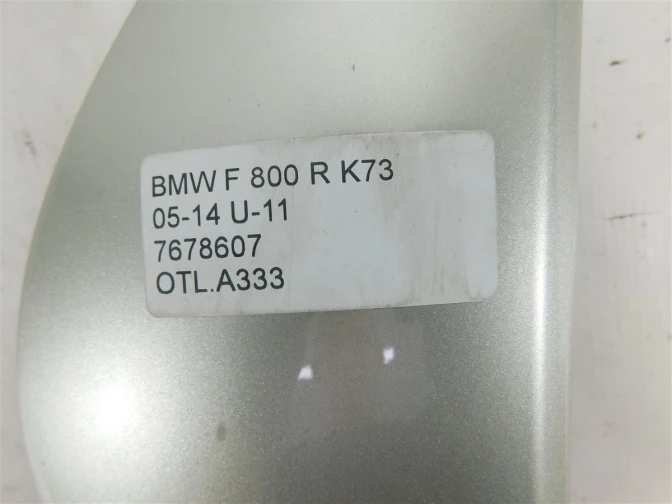 BMW F 800 R K73
05-14 U-11
7678607
OTL.A333